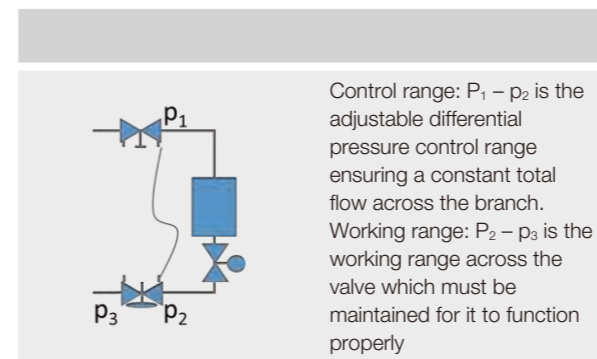 p₁
p₃ p₂
Control range: P₁ – p₂ is the
adjustable differential
pressure control range
ensuring a constant total
flow across the branch.
Working range: P₂ – p₃ is the
working range across the
valve which must be
maintained for it to function
properly